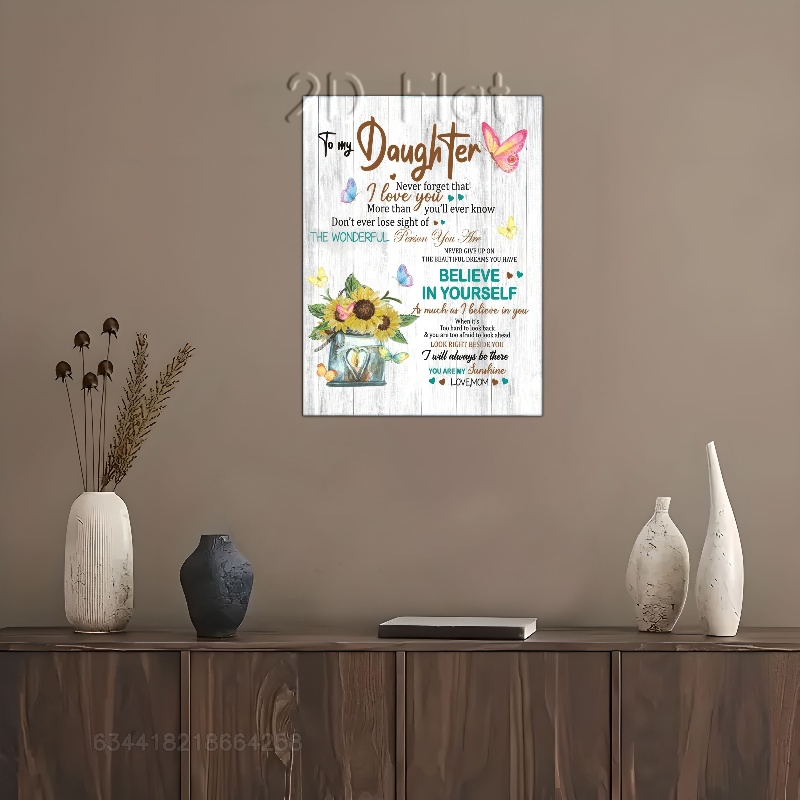 2D Flat
To my Daughter
Never forget that
I love you
More than you'll ever know
Don't ever lose sight of
THE WONDERFUL Person You Are
NEVER GIVE UP ON
THE BEAUTIFUL DREAMS YOU HAVE
BELIEVE
IN YOURSELF
As much as I believe in you
When it's
Too hard to look back
& you are too afraid to look ahead
LOOK RIGHT BESIDE YOU
I will always be there
YOU ARE MY Sunshine
LOVE,MOM
634418218664268